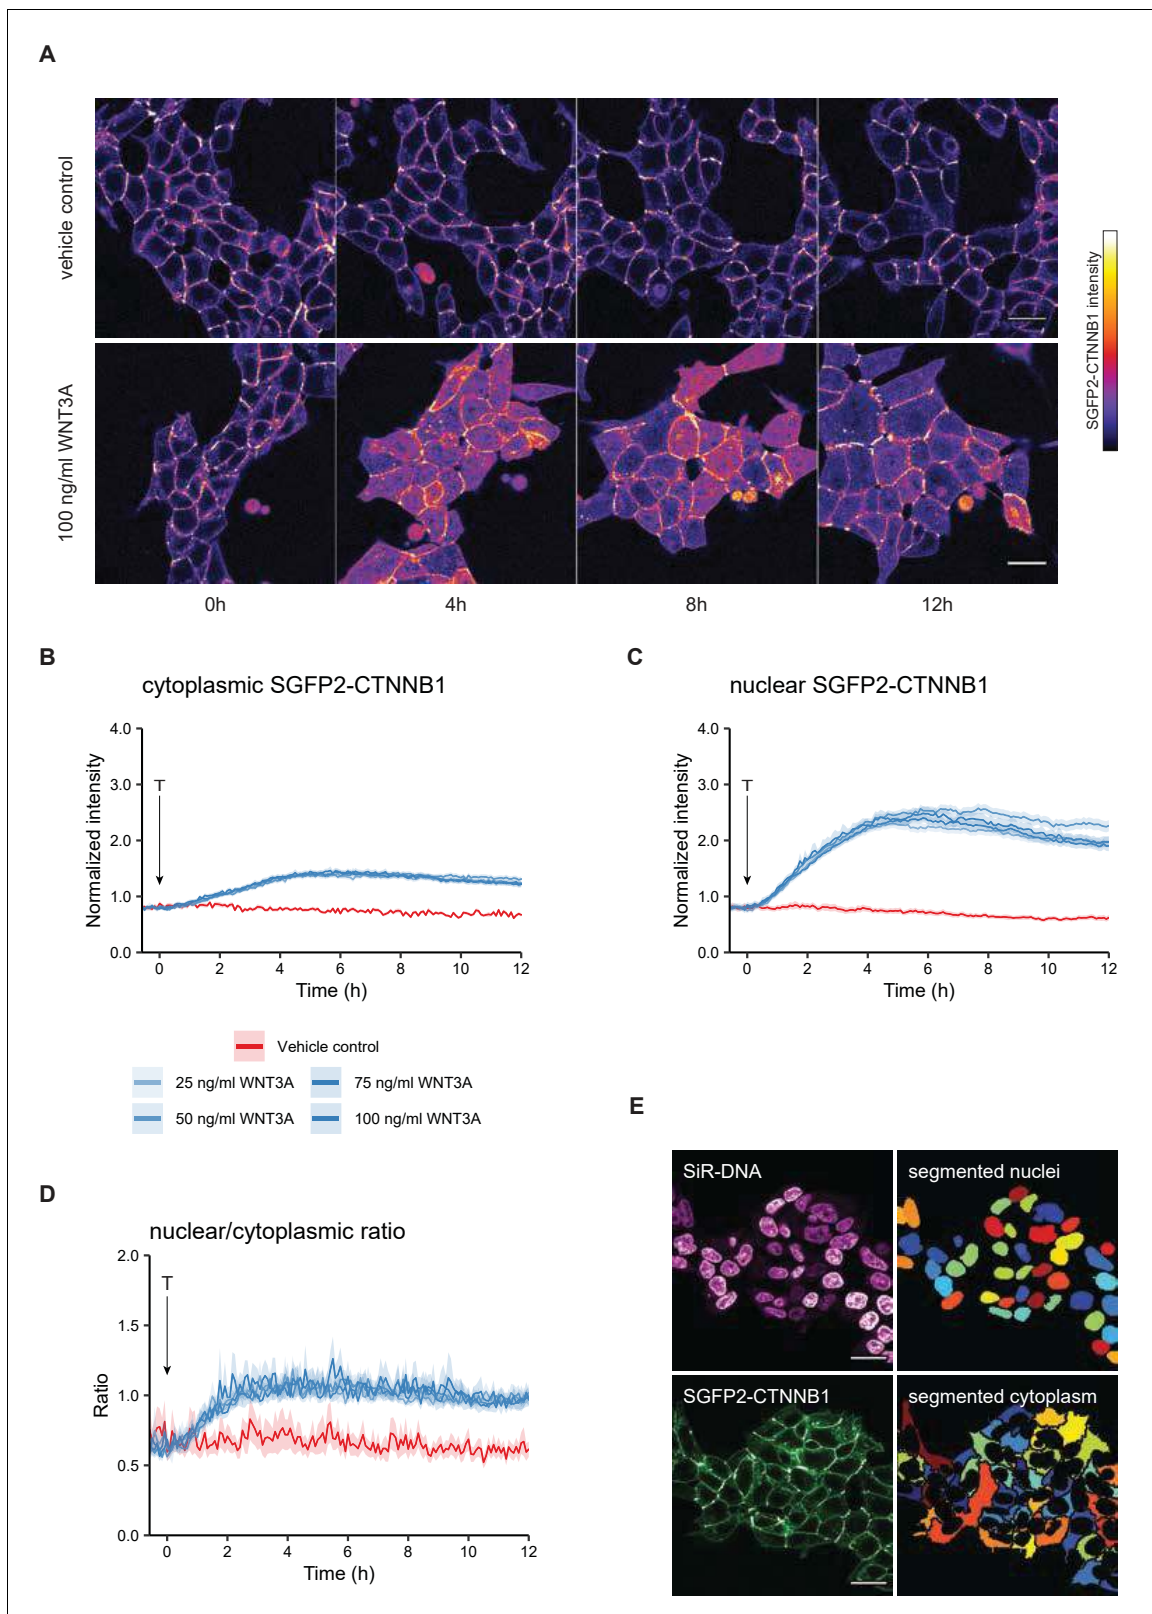 A
vehicle control
100 ng/ml WNT3A
SGFP2-CTNNB1 intensity
0h 4h 8h 12h
B
cytoplasmic SGFP2-CTNNB1
4.0
3.0
2.0
1.0
0.0
Normalized intensity
T
0 2 4 6 8 10 12
Time (h)
C
nuclear SGFP2-CTNNB1
4.0
3.0
2.0
1.0
0.0
Normalized intensity
T
0 2 4 6 8 10 12
Time (h)
Vehicle control
25 ng/ml WNT3A 75 ng/ml WNT3A
50 ng/ml WNT3A 100 ng/ml WNT3A
D
nuclear/cytoplasmic ratio
2.0
1.5
1.0
0.5
0.0
Ratio
T
0 2 4 6 8 10 12
Time (h)
E
SiR-DNA
segmented nuclei
SGFP2-CTNNB1
segmented cytoplasm